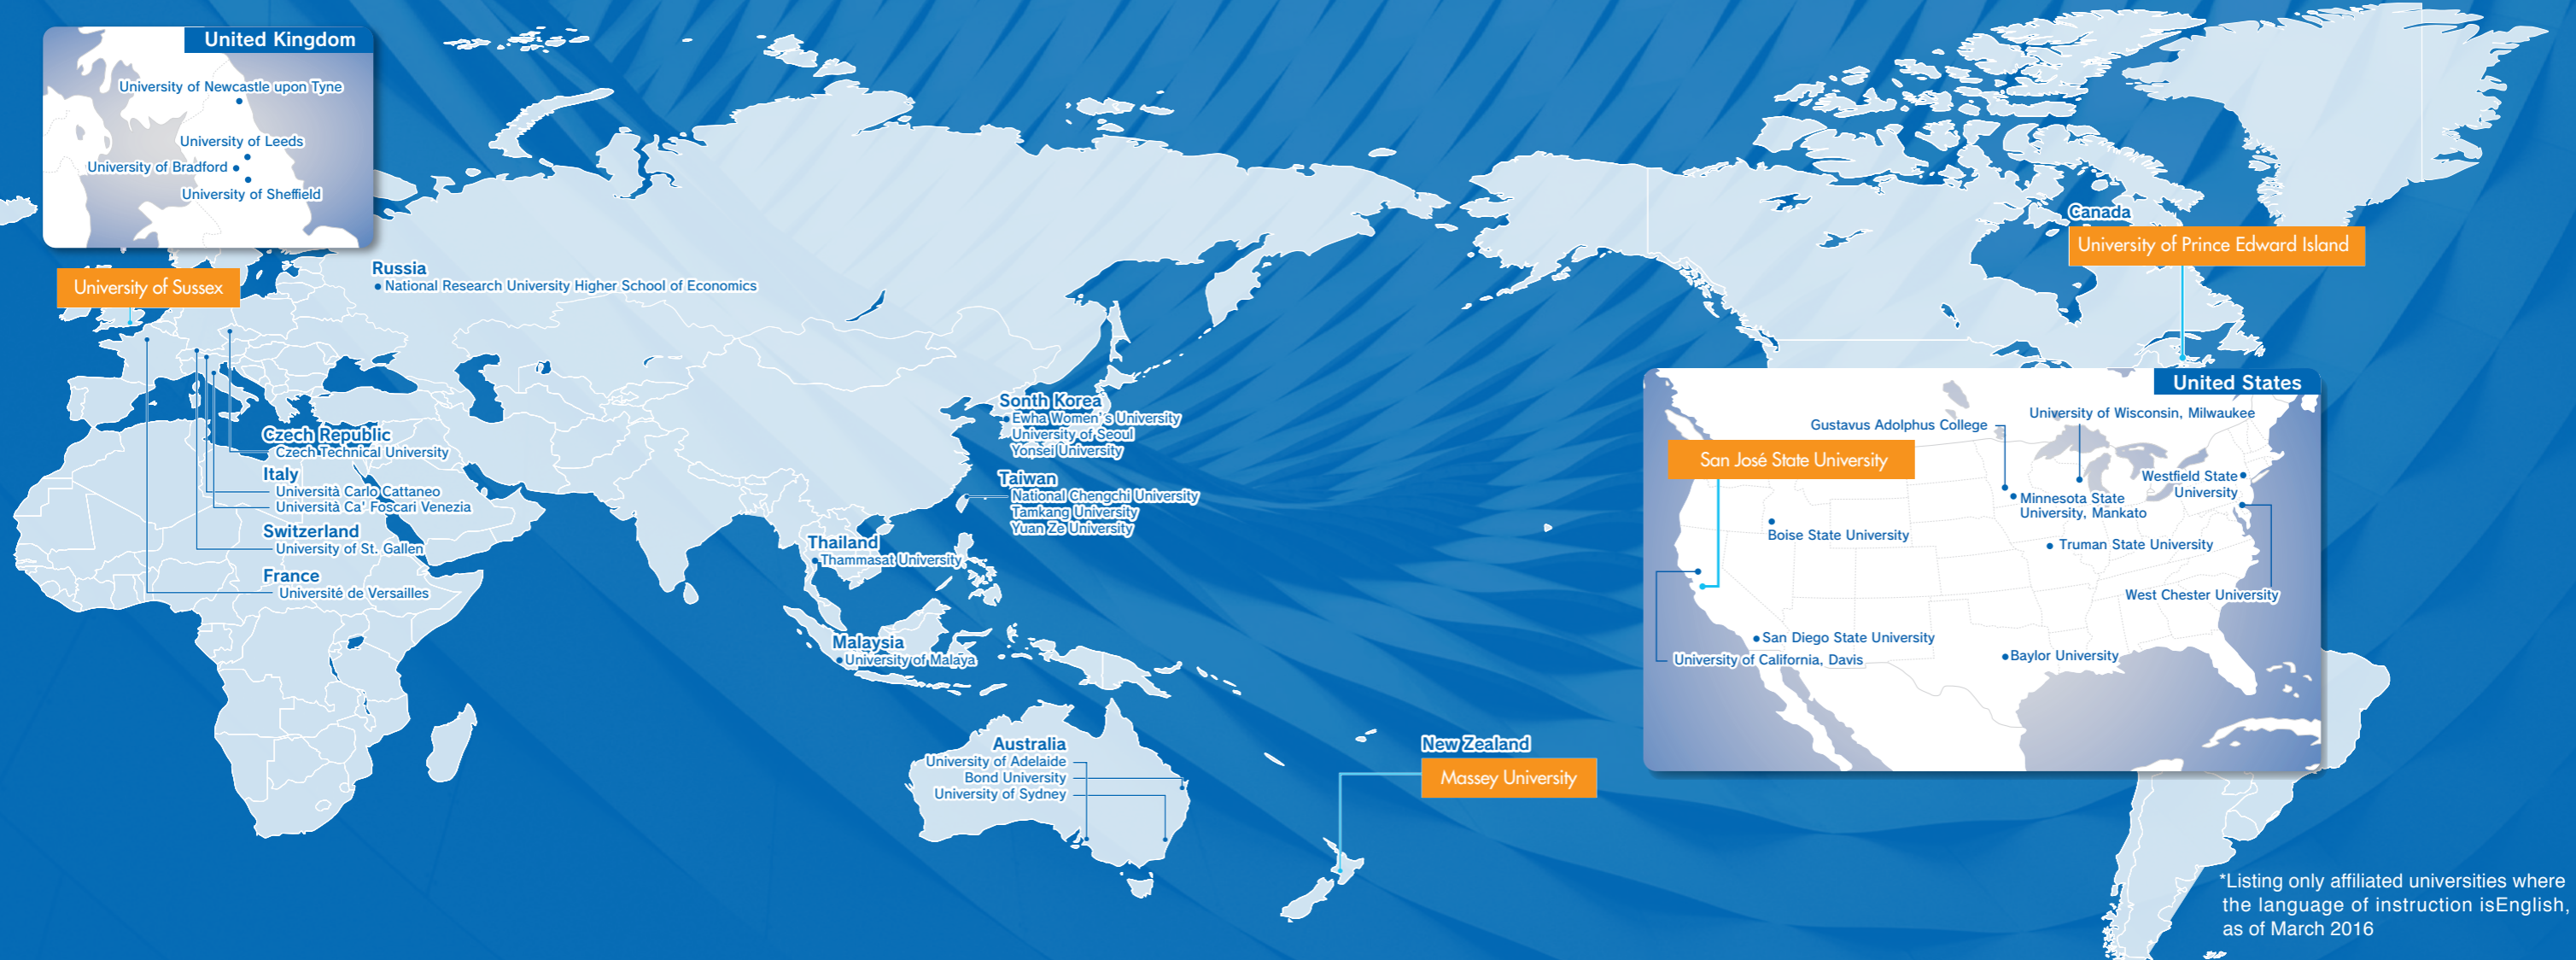 United Kingdom
University of Newcastle upon Tyne
University of Leeds
University of Bradford
University of Sheffield
University of Sussex
Russia
National Research University Higher School of Economics
Czech Republic
Czech Technical University
Italy
Università Carlo Cattaneo
Università Ca' Foscari Venezia
Switzerland
University of St. Gallen
France
Université de Versailles
Sonth Korea
Ewha Women's University
University of Seoul
Yonsei University
Taiwan
National Chengchi University
Tamkang University
Yuan Ze University
Thailand
Thammasat University
Malaysia
University of Malaya
Australia
University of Adelaide
Bond University
University of Sydney
New Zealand
Massey University
Canada
University of Prince Edward Island
United States
University of Wisconsin, Milwaukee
Gustavus Adolphus College
San José State University
Westfield State
University
Minnesota State
University, Mankato
Boise State University
Truman State University
West Chester University
San Diego State University
University of California, Davis
Baylor University
*Listing only affiliated universities where
the language of instruction isEnglish,
as of March 2016